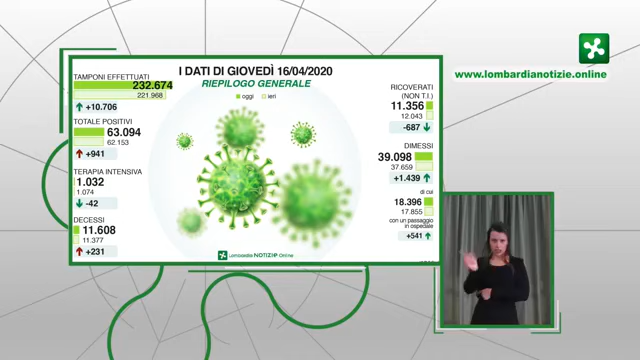 www.lombardianotizie.online
I DATI DI GIOVEDÌ 16/04/2020
RIEPILOGO GENERALE
oggi ieri
TAMPONI EFFETTUATI
232.674
221.968
+10.706
TOTALE POSITIVI
63.094
62.153
+941
TERAPIA INTENSIVA
1.032
1.074
-42
DECESSI
11.608
11.377
+231
RICOVERATI
(NON T.I.)
11.356
12.043
-687
DIMESSI
39.098
37.659
+1.439
di cui
18.396
17.855
con un passaggio
in ospedale
+541
Lombardia NOTIZIE Online